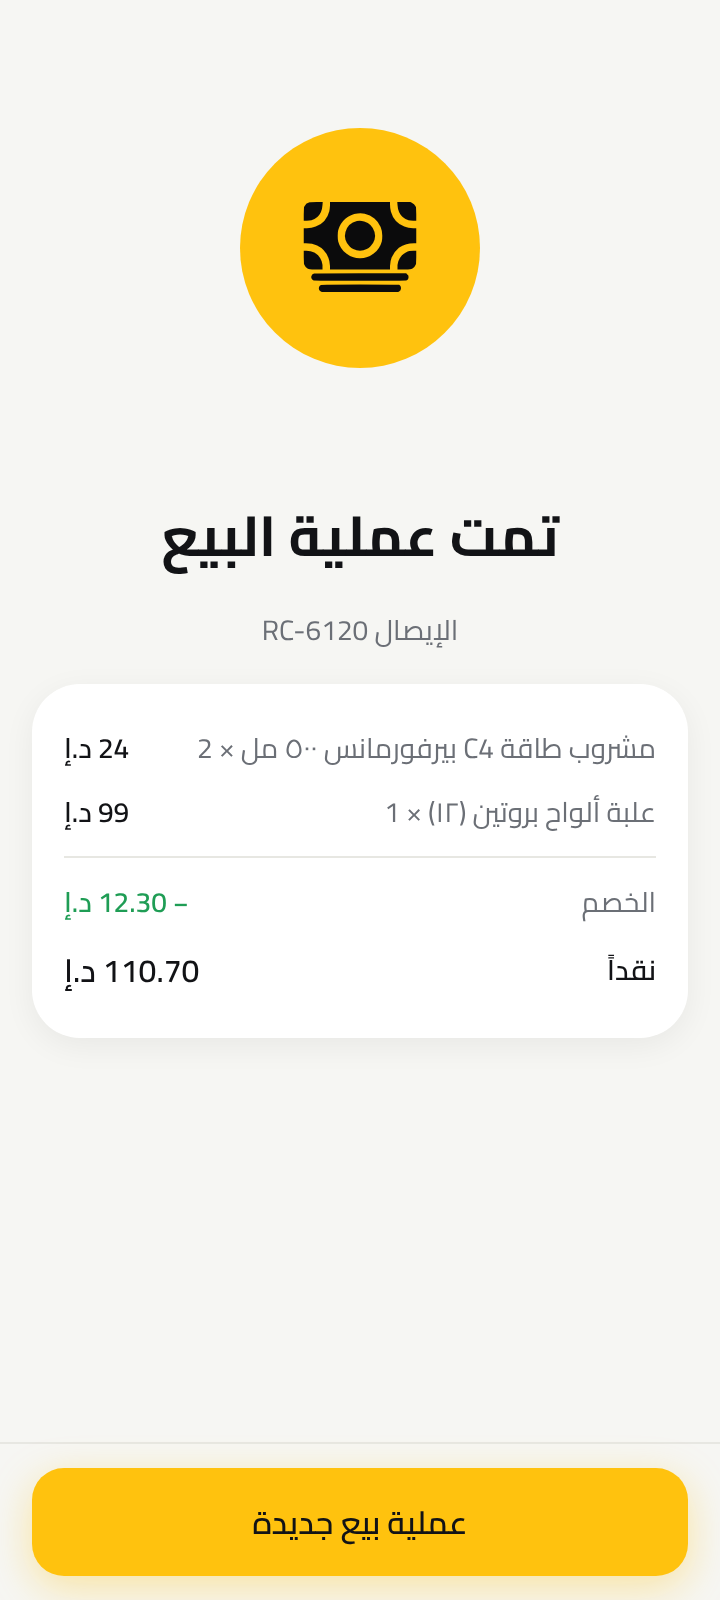 تمت عملية البيع
الإيصال RC-6120
مشروب طاقة C4 بيرفورمانس ٥٠٠ مل × 2 24 د.إ
علبة ألواح بروتين (١٢) × 1 99 د.إ
الخصم – 12.30 د.إ
نقداً 110.70 د.إ
عملية بيع جديدة